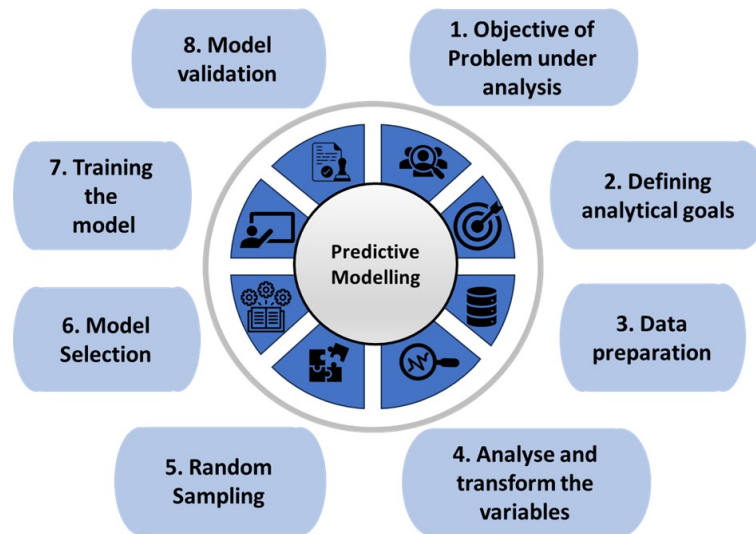 1. Objective of
Problem under
analysis
2. Defining
analytical goals
3. Data
preparation
4. Analyse and
transform the
variables
5. Random
Sampling
6. Model
Selection
7. Training
the
model
8. Model
validation
Predictive
Modelling